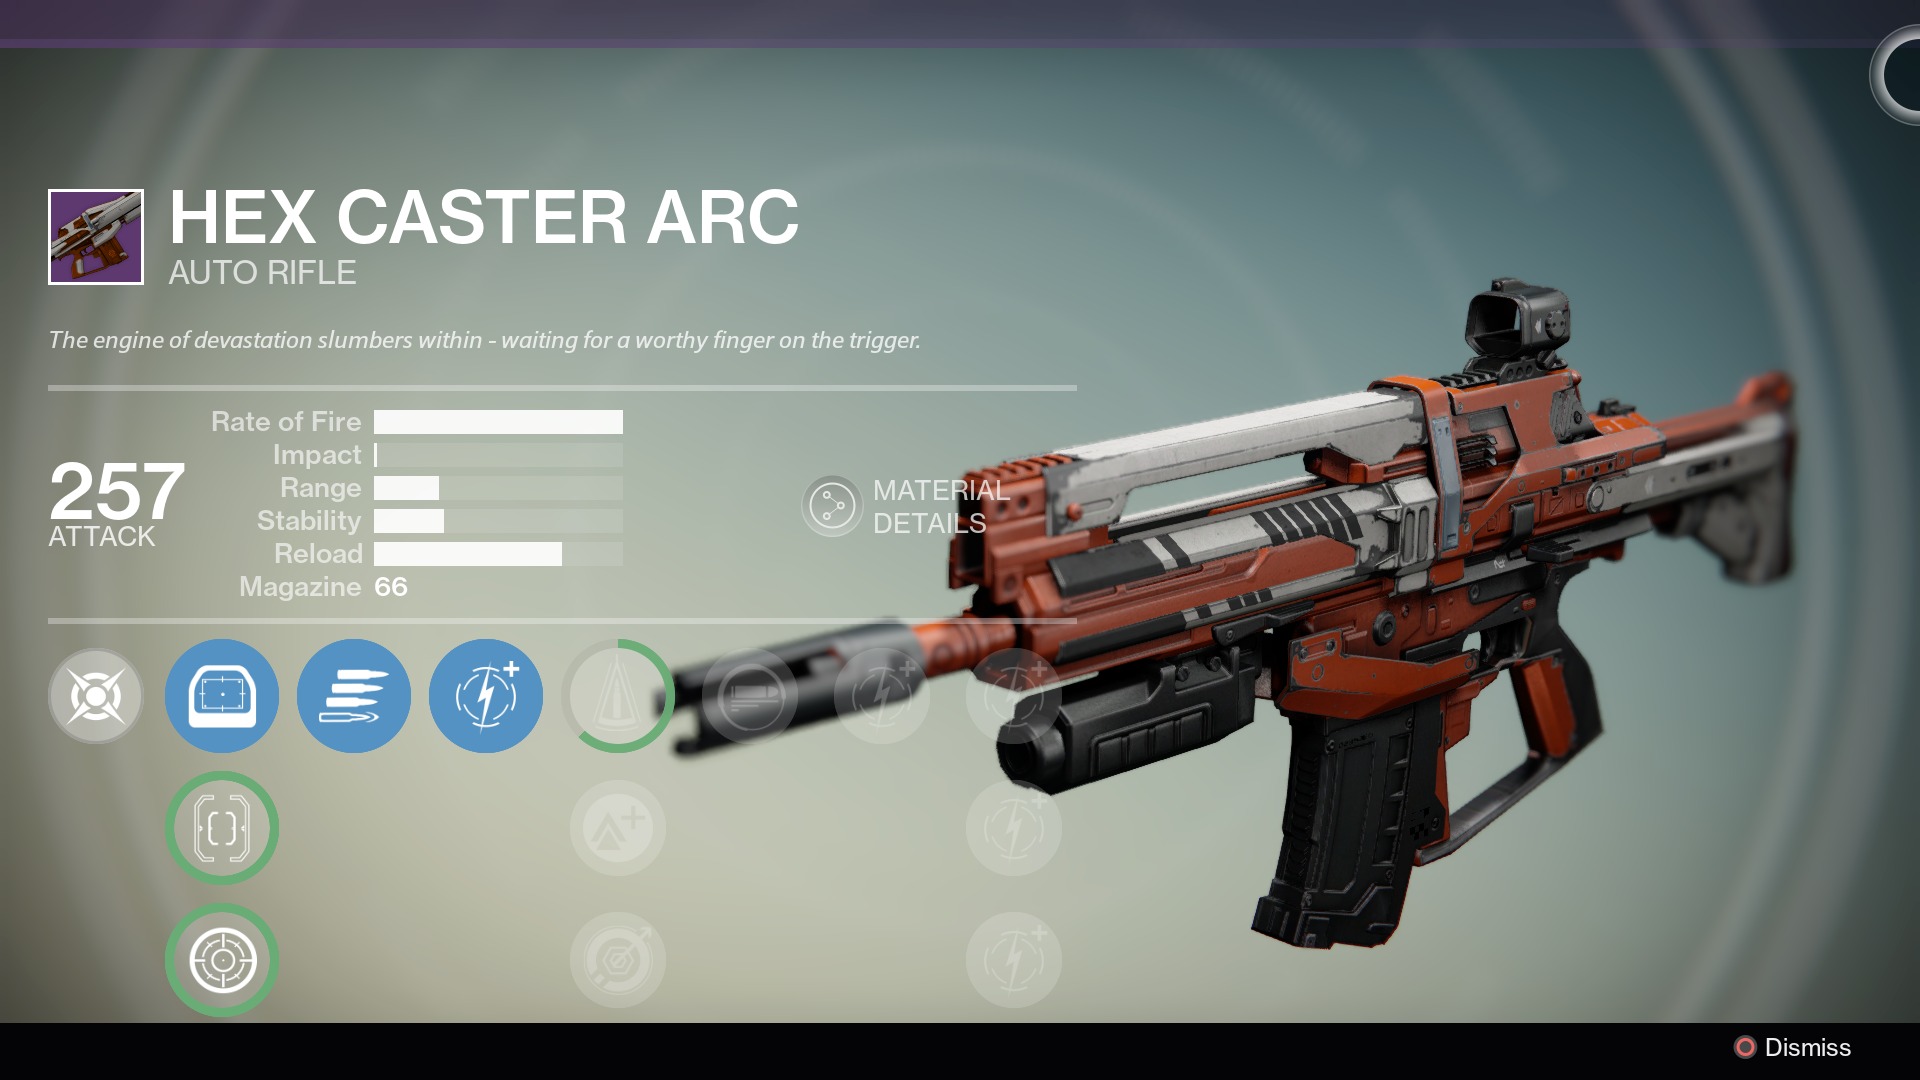 HEX CASTER ARC
AUTO RIFLE
The engine of devastation slumbers within - waiting for a worthy finger on the trigger.
257
ATTACK
Rate of Fire
Impact
Range
Stability
Reload
Magazine 66
MATERIAL
DETAILS
Dismiss